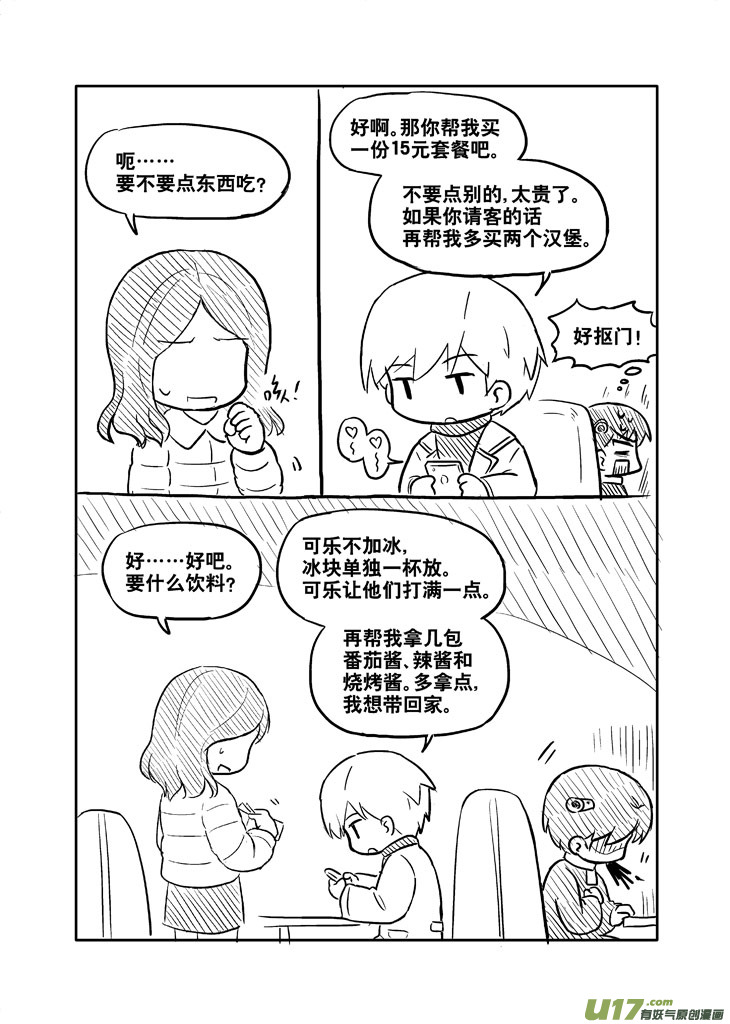 呃……
要不要点东西吃？
好啊。那你帮我买
一份15元套餐吧。
不要点别的，太贵了。
如果你请客的话
再帮我多买两个汉堡。
好抠门！
好……好吧。
要什么饮料？
可乐不加冰，
冰块单独一杯放。
可乐让他们打满一点。
再帮我拿几包
番茄酱、辣酱和
烧烤酱。多拿点，
我想带回家。
U17.com
有妖气原创漫画